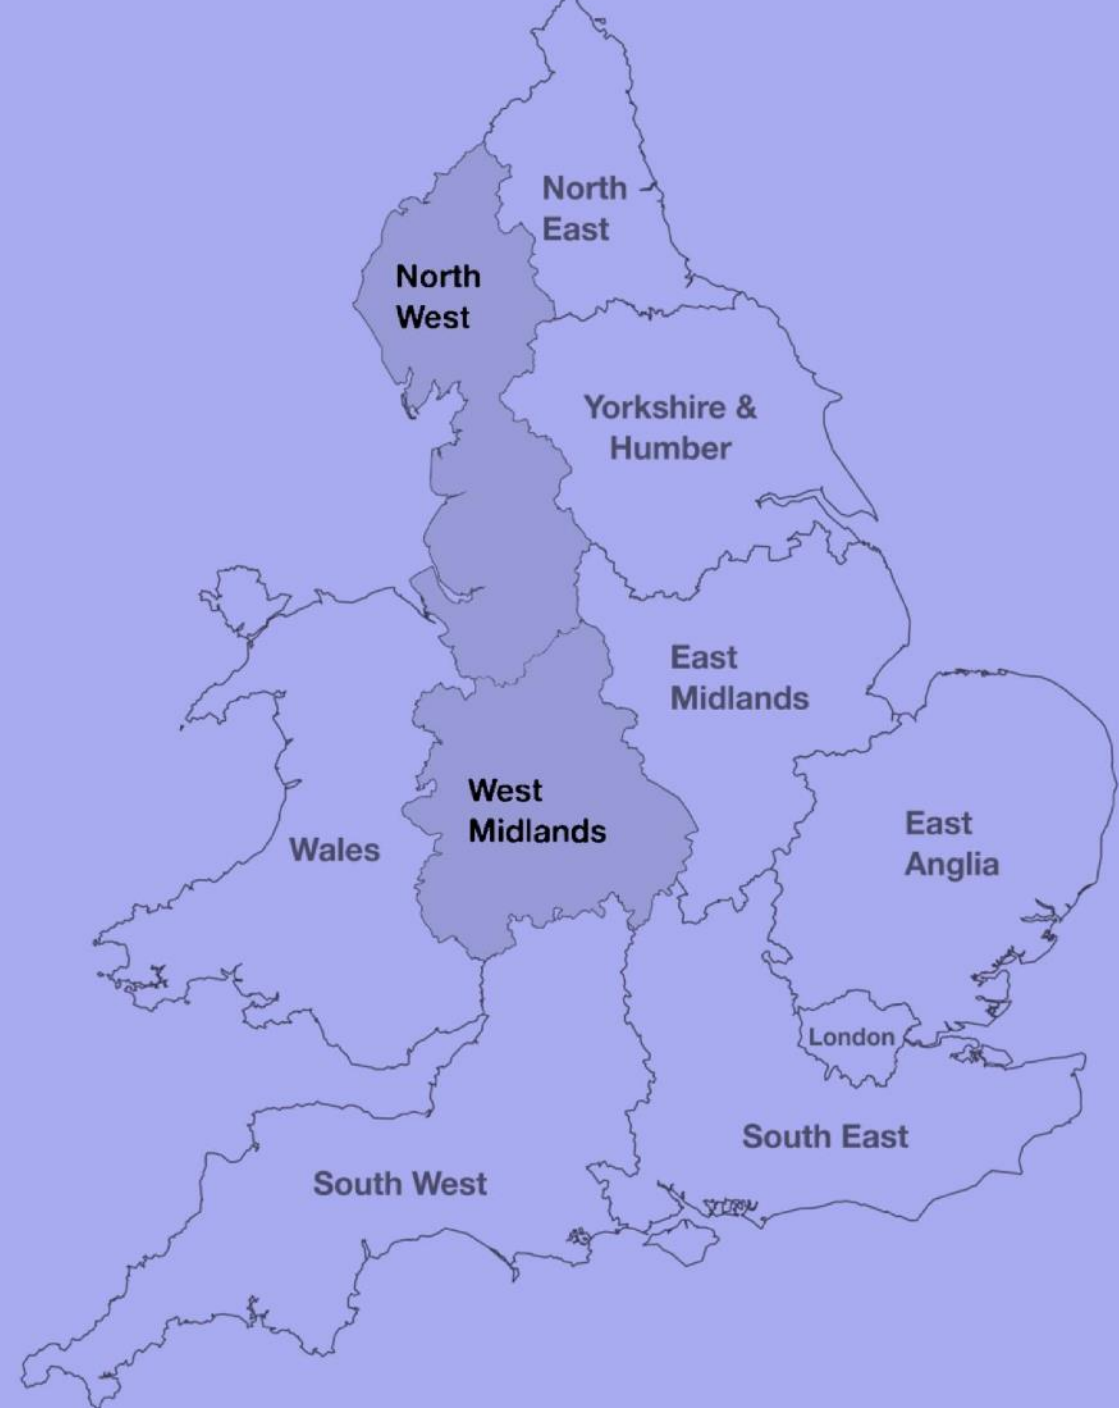 North
East
North
West
Yorkshire &
Humber
East
Midlands
West
Midlands
East
Anglia
Wales
London
South East
South West